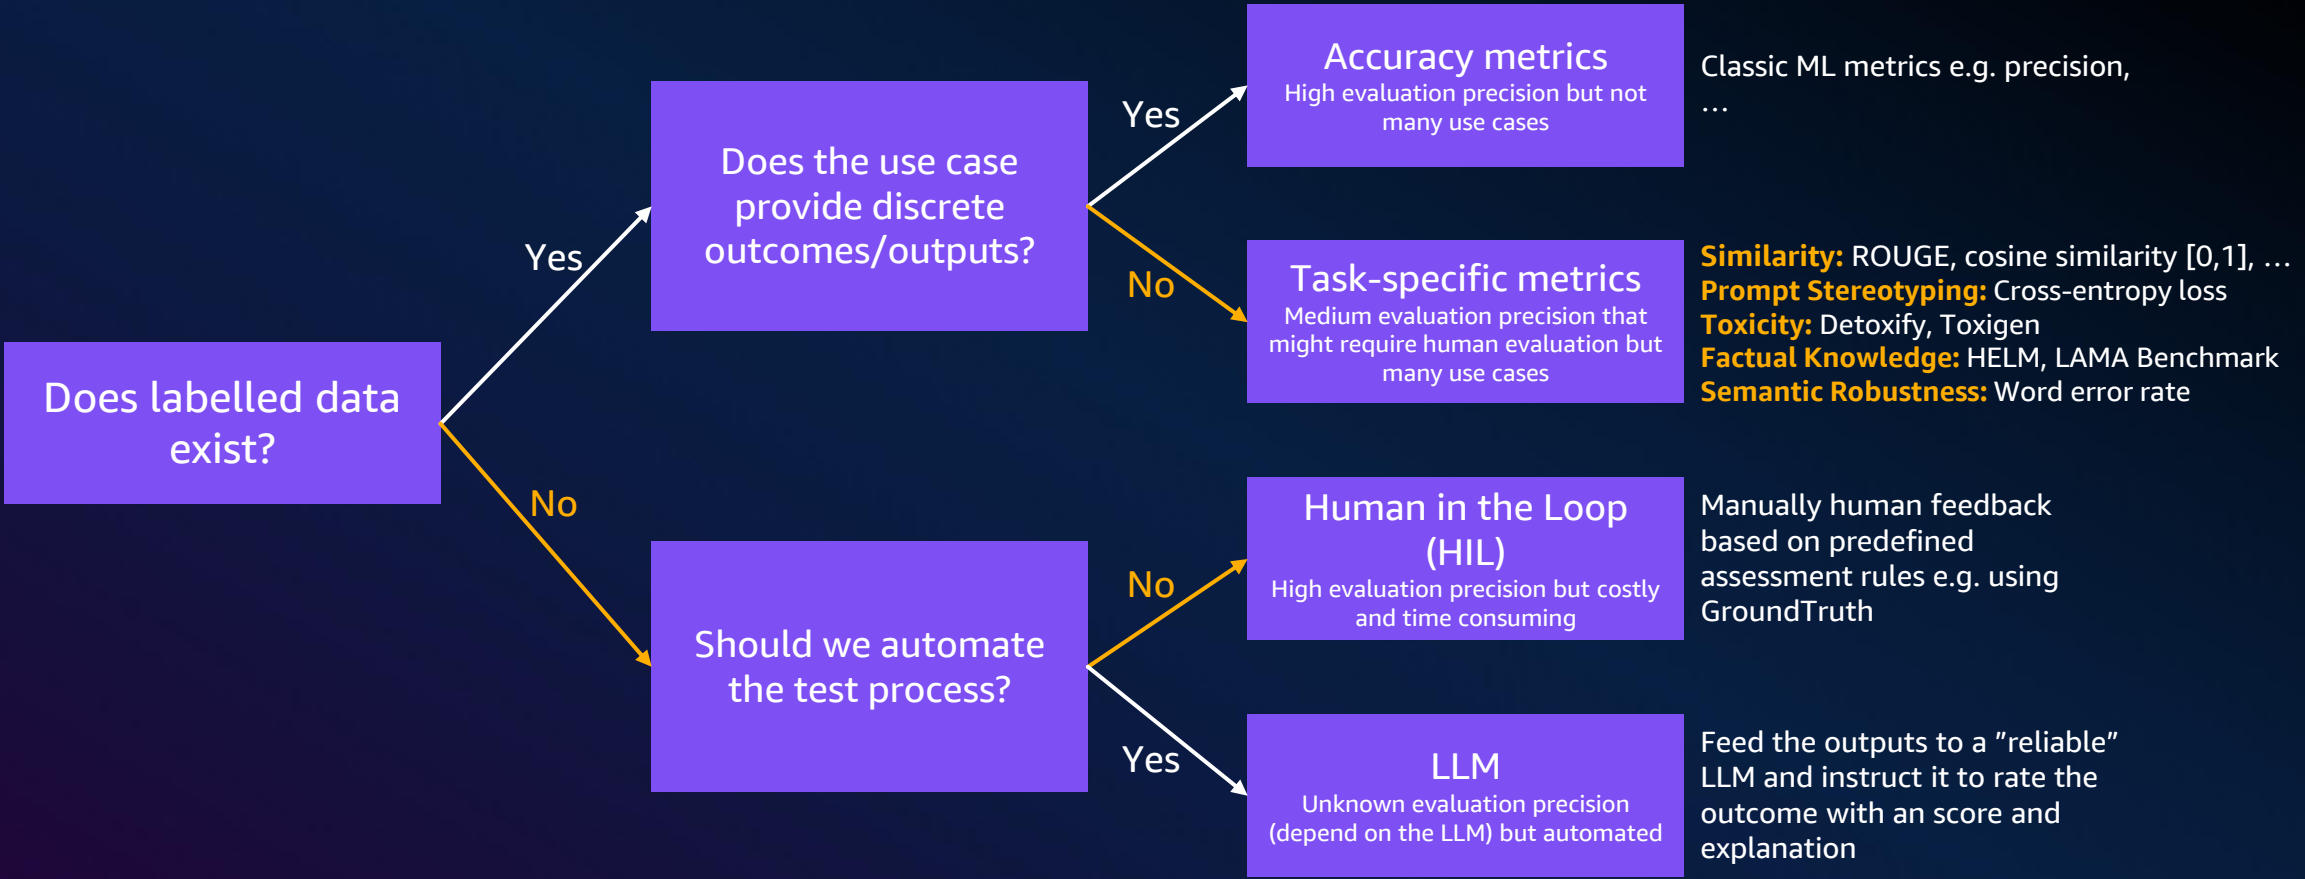 Does labelled data
exist?
Yes
No
Does the use case
provide discrete
outcomes/outputs?
Should we automate
the test process?
Yes
No
No
Yes
Accuracy metrics
High evaluation precision but not
many use cases
Classic ML metrics e.g. precision,
...
Task-specific metrics
Medium evaluation precision that
might require human evaluation but
many use cases
Similarity: ROUGE, cosine similarity [0,1], ...
Prompt Stereotyping: Cross-entropy loss
Toxicity: Detoxify, Toxigen
Factual Knowledge: HELM, LAMA Benchmark
Semantic Robustness: Word error rate
Human in the Loop
(HIL)
High evaluation precision but costly
and time consuming
Manually human feedback
based on predefined
assessment rules e.g. using
GroundTruth
LLM
Unknown evaluation precision
(depend on the LLM) but automated
Feed the outputs to a ”reliable”
LLM and instruct it to rate the
outcome with an score and
explanation